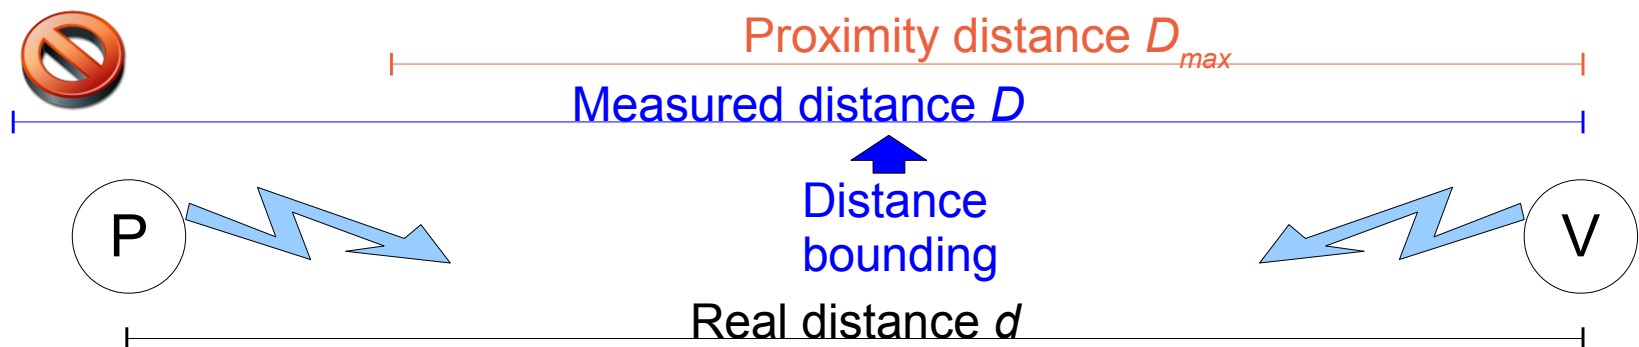 Proximity distance Dmax
Measured distance D
P
Distance
bounding
V
Real distance d